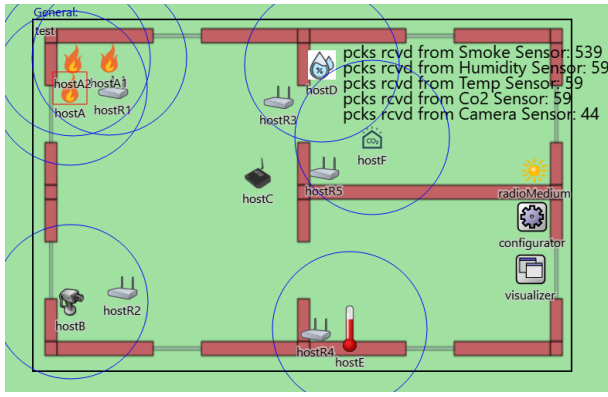 General:
test
pcks rcvd from Smoke Sensor: 539
pcks rcvd from Humidity Sensor: 59
pcks rcvd from Temp Sensor: 59
pcks rcvd from Co2 Sensor: 59
pcks rcvd from Camera Sensor: 44
hostA2
hostA1
hostD
hostA
hostR1
hostR3
CO₂
hostF
hostC
hostR5
radioMedium
configurator
hostB
hostR2
visualizer
hostR4
hostE